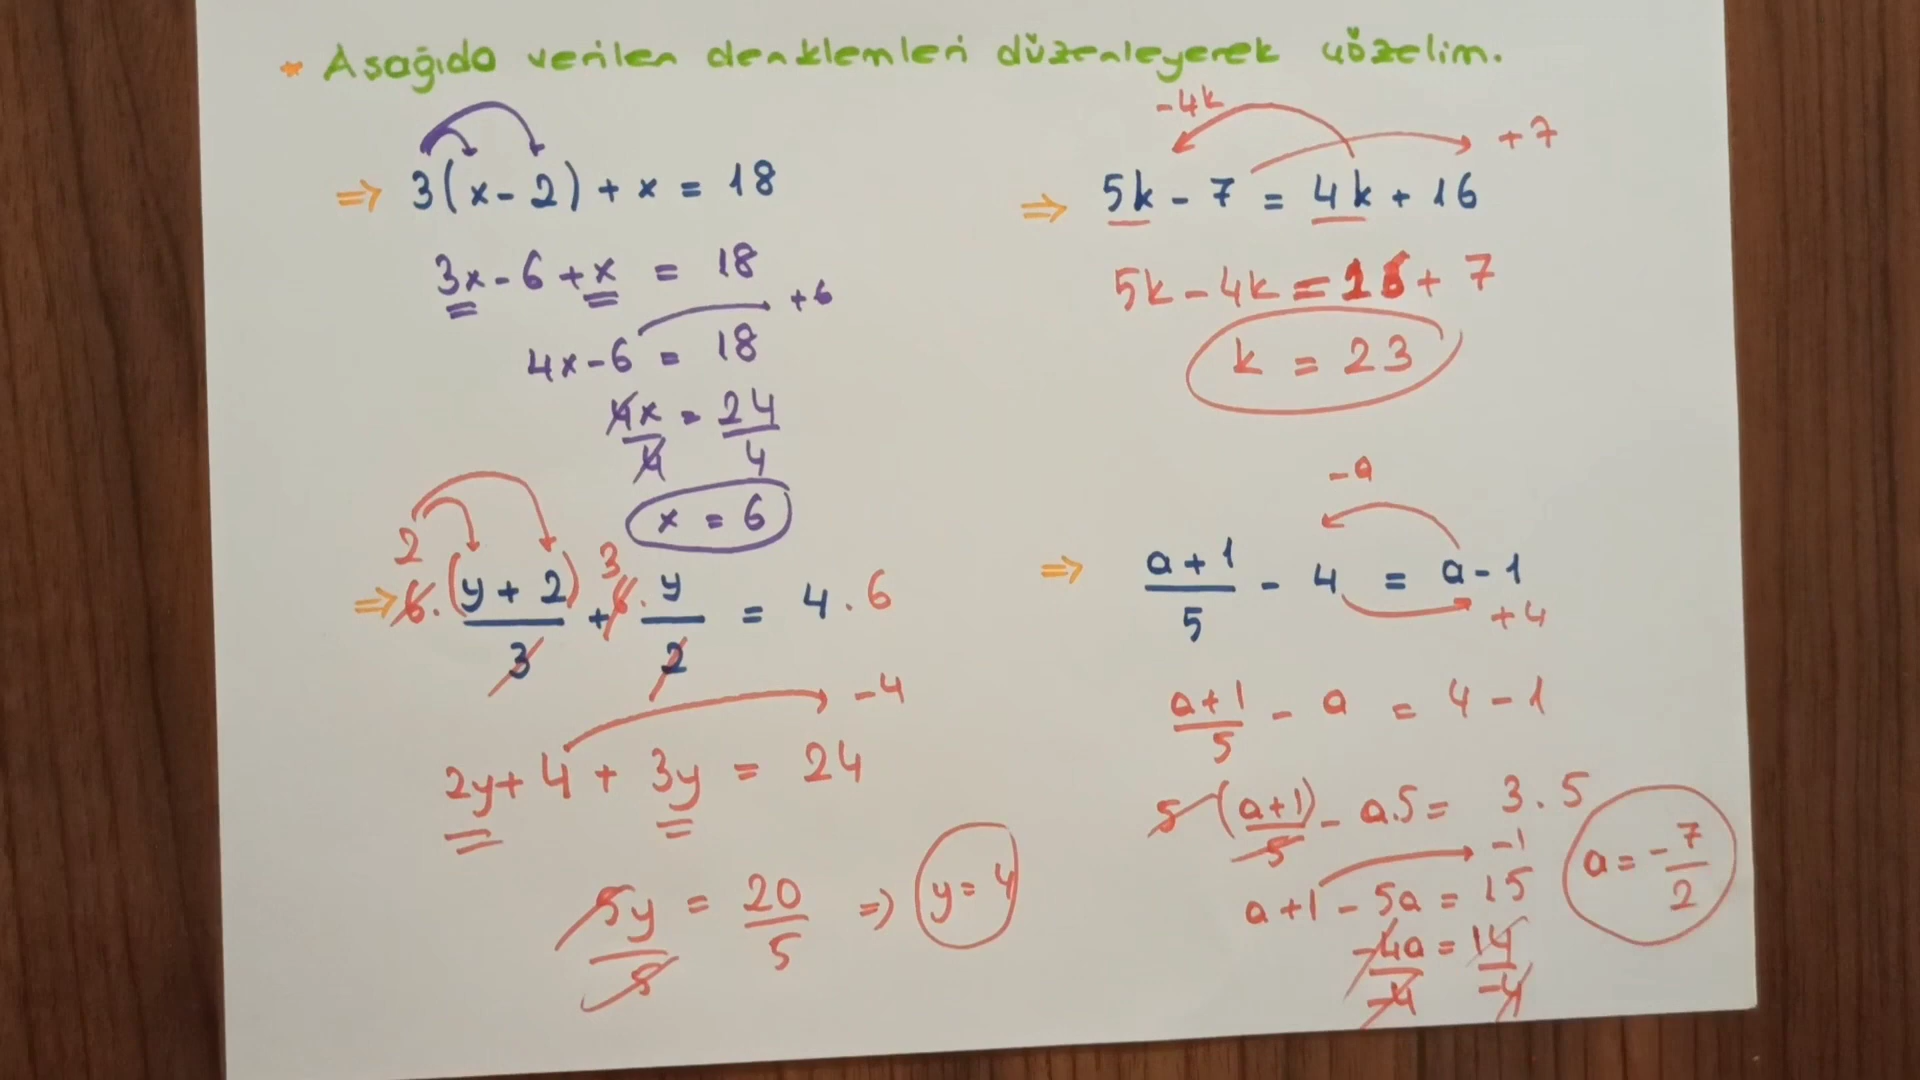 * Asağıda verilen denklemleri düzenleyerek çözelim.
⇒ 3(x-2) + x = 18
3x - 6 + x = 18
+6
4x - 6 = 18
4x/4 = 24/4
x = 6
-4k
+7
⇒ 5k - 7 = 4k + 16
5k - 4k = 16 + 7
k = 23
2 3
⇒ 6. (y+2)/3 + 6. y/2 = 4 . 6
-4
2y + 4 + 3y = 24
5y/5 = 20/5 ⇒ y = 4
-a
⇒ (a+1)/5 - 4 = a - 1
+4
(a+1)/5 - a = 4 - 1
5 (a+1)/5 - a.5 = 3 . 5
-1
a + 1 - 5a = 15
-4a/-4 = 14/-4
a = -7/2